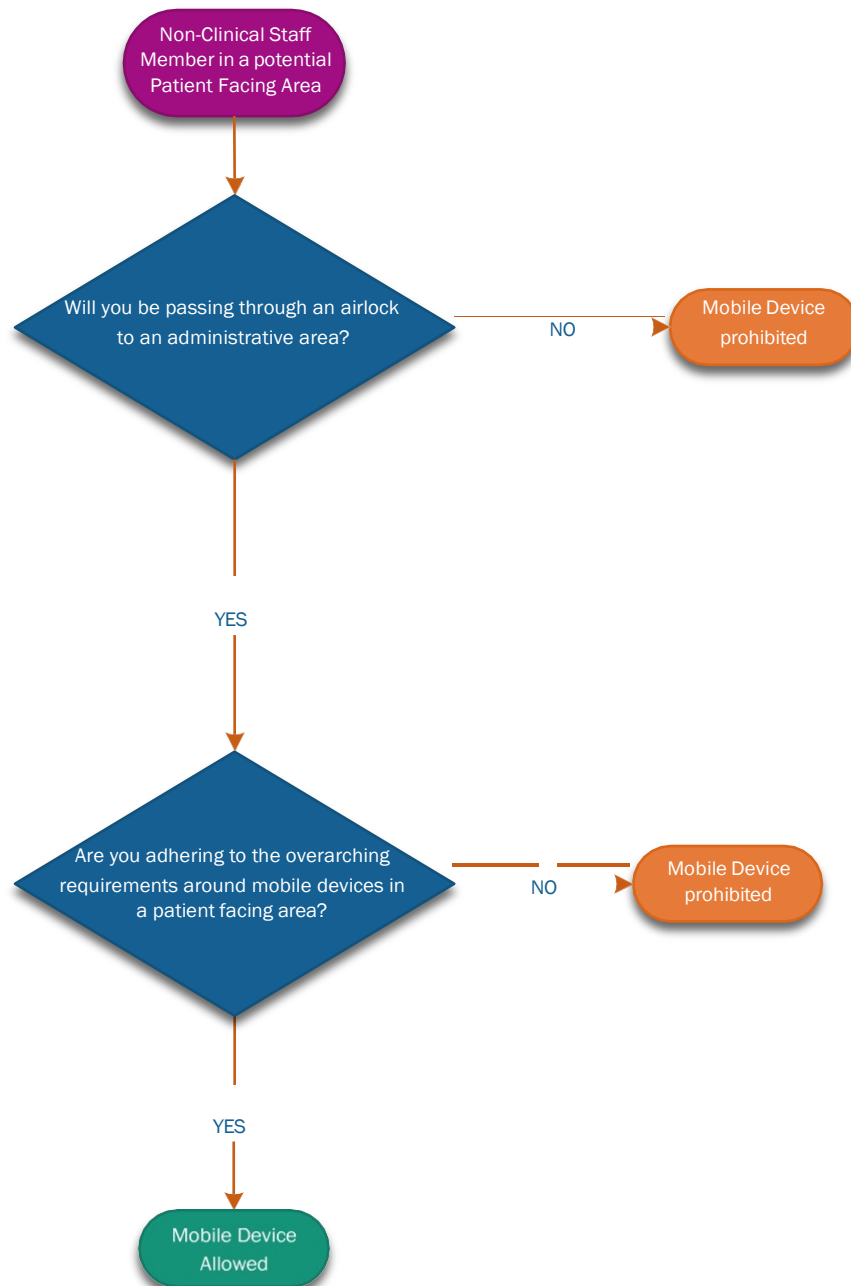 Non-Clinical Staff
Member in a potential
Patient Facing Area
Will you be passing through an airlock
to an administrative area?
NO
Mobile Device
prohibited
YES
Are you adhering to the overarching
requirements around mobile devices in
a patient facing area?
NO
Mobile Device
prohibited
YES
Mobile Device
Allowed